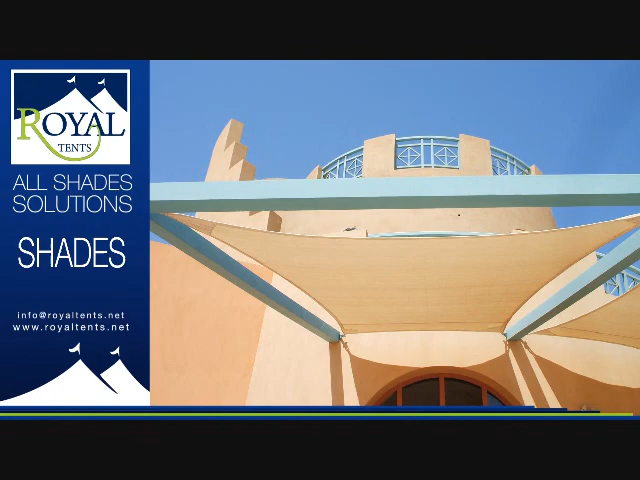 ROYAL
TENTS
ALL SHADES
SOLUTIONS
SHADES
info@royaltents.net
www.royaltents.net